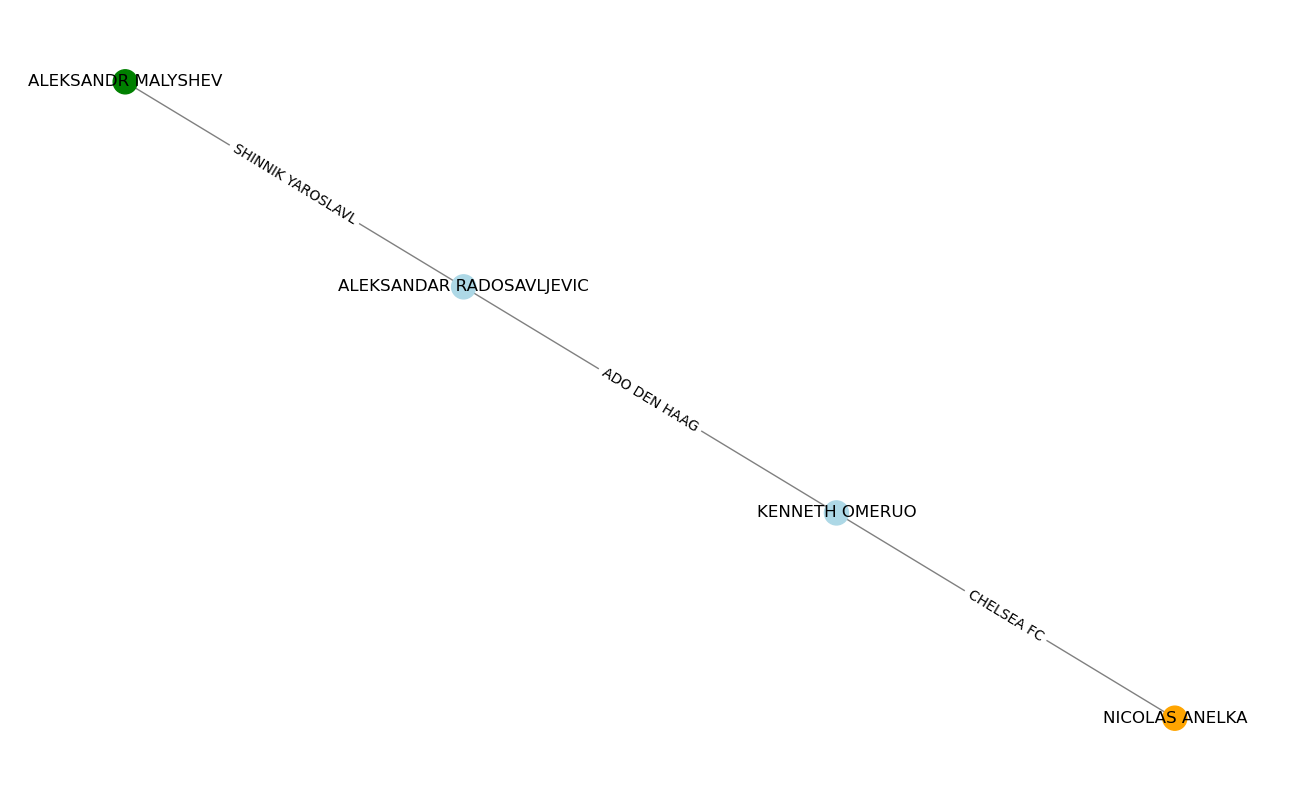 ALEKSANDR MALYSHEV
SHINNIK YAROSLAVL
ALEKSANDAR RADOSAVLJEVIC
ADO DEN HAAG
KENNETH OMERUO
CHELSEA FC
NICOLAS ANELKA